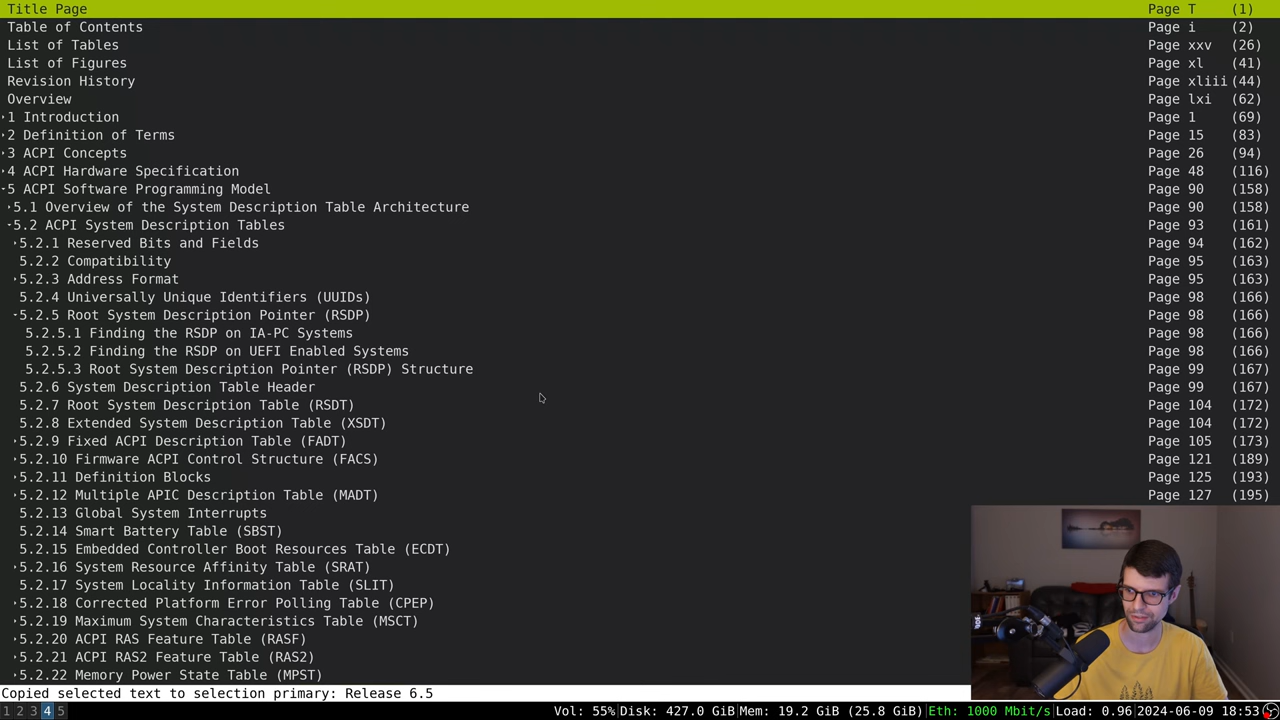 Title Page Page T (1)
Table of Contents Page i (2)
List of Tables Page xxv (26)
List of Figures Page xl (41)
Revision History Page xliii (44)
Overview Page lxi (62)
1 Introduction Page 1 (69)
2 Definition of Terms Page 15 (83)
3 ACPI Concepts Page 26 (94)
4 ACPI Hardware Specification Page 48 (116)
5 ACPI Software Programming Model Page 90 (158)
5.1 Overview of the System Description Table Architecture Page 90 (158)
5.2 ACPI System Description Tables Page 93 (161)
5.2.1 Reserved Bits and Fields Page 94 (162)
5.2.2 Compatibility Page 95 (163)
5.2.3 Address Format Page 95 (163)
5.2.4 Universally Unique Identifiers (UUIDs) Page 98 (166)
5.2.5 Root System Description Pointer (RSDP) Page 98 (166)
5.2.5.1 Finding the RSDP on IA-PC Systems Page 98 (166)
5.2.5.2 Finding the RSDP on UEFI Enabled Systems Page 98 (166)
5.2.5.3 Root System Description Pointer (RSDP) Structure Page 99 (167)
5.2.6 System Description Table Header Page 99 (167)
5.2.7 Root System Description Table (RSDT) Page 104 (172)
5.2.8 Extended System Description Table (XSDT) Page 104 (172)
5.2.9 Fixed ACPI Description Table (FADT) Page 105 (173)
5.2.10 Firmware ACPI Control Structure (FACS) Page 121 (189)
5.2.11 Definition Blocks Page 125 (193)
5.2.12 Multiple APIC Description Table (MADT) Page 127 (195)
5.2.13 Global System Interrupts
5.2.14 Smart Battery Table (SBST)
5.2.15 Embedded Controller Boot Resources Table (ECDT)
5.2.16 System Resource Affinity Table (SRAT)
5.2.17 System Locality Information Table (SLIT)
5.2.18 Corrected Platform Error Polling Table (CPEP)
5.2.19 Maximum System Characteristics Table (MSCT)
5.2.20 ACPI RAS Feature Table (RASF)
5.2.21 ACPI RAS2 Feature Table (RAS2)
5.2.22 Memory Power State Table (MPST)
Copied selected text to selection primary: Release 6.5
1 2 3 4 5 Vol: 55%|Disk: 427.0 GiB|Mem: 19.2 GiB (25.8 GiB)|Eth: 1000 Mbit/s|Load: 0.96|2024-06-09 18:53